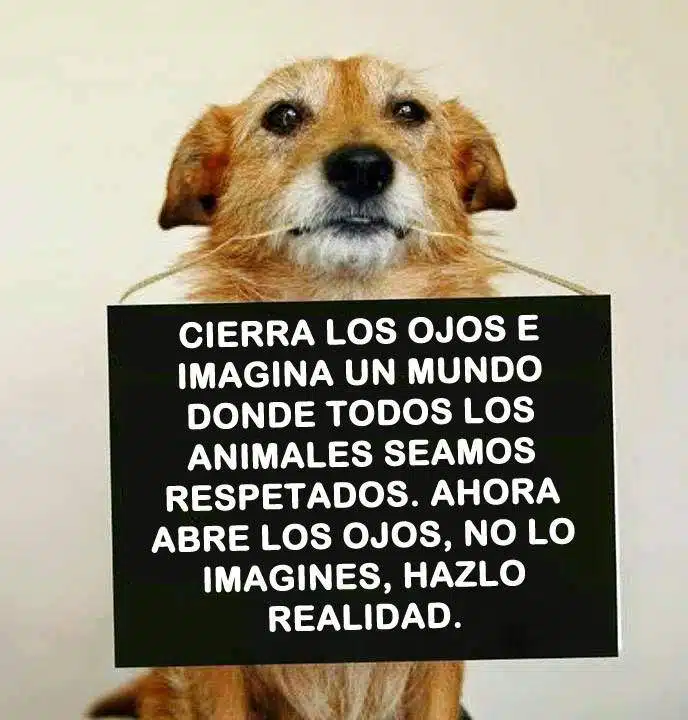 CIERRA LOS OJOS E
IMAGINA UN MUNDO
DONDE TODOS LOS
ANIMALES SEAMOS
RESPETADOS. AHORA
ABRE LOS OJOS, NO LO
IMAGINES, HAZLO
REALIDAD.